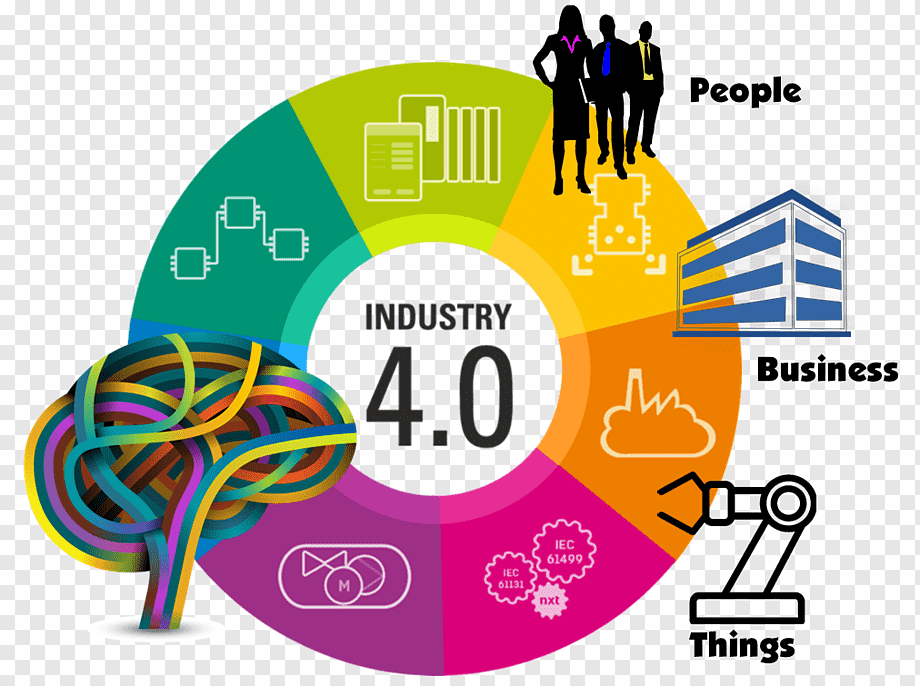 People
INDUSTRY
4.0
Business
IEC
61499
IEC
61131
nxt
M
Things